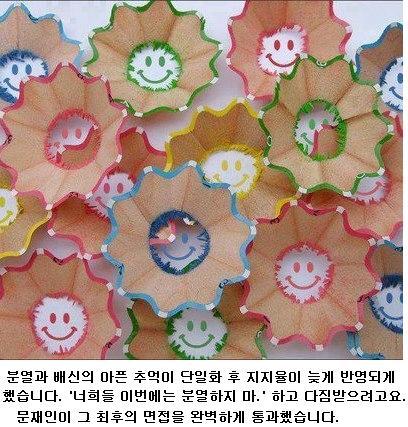 분열과 배신의 아픈 추억이 단일화 후 지지율이 늦게 반영되게
했습니다. '너희들 이번에는 분열하지 마.' 하고 다짐받으려고요.
문재인이 그 최후의 면접을 완벽하게 통과했습니다.